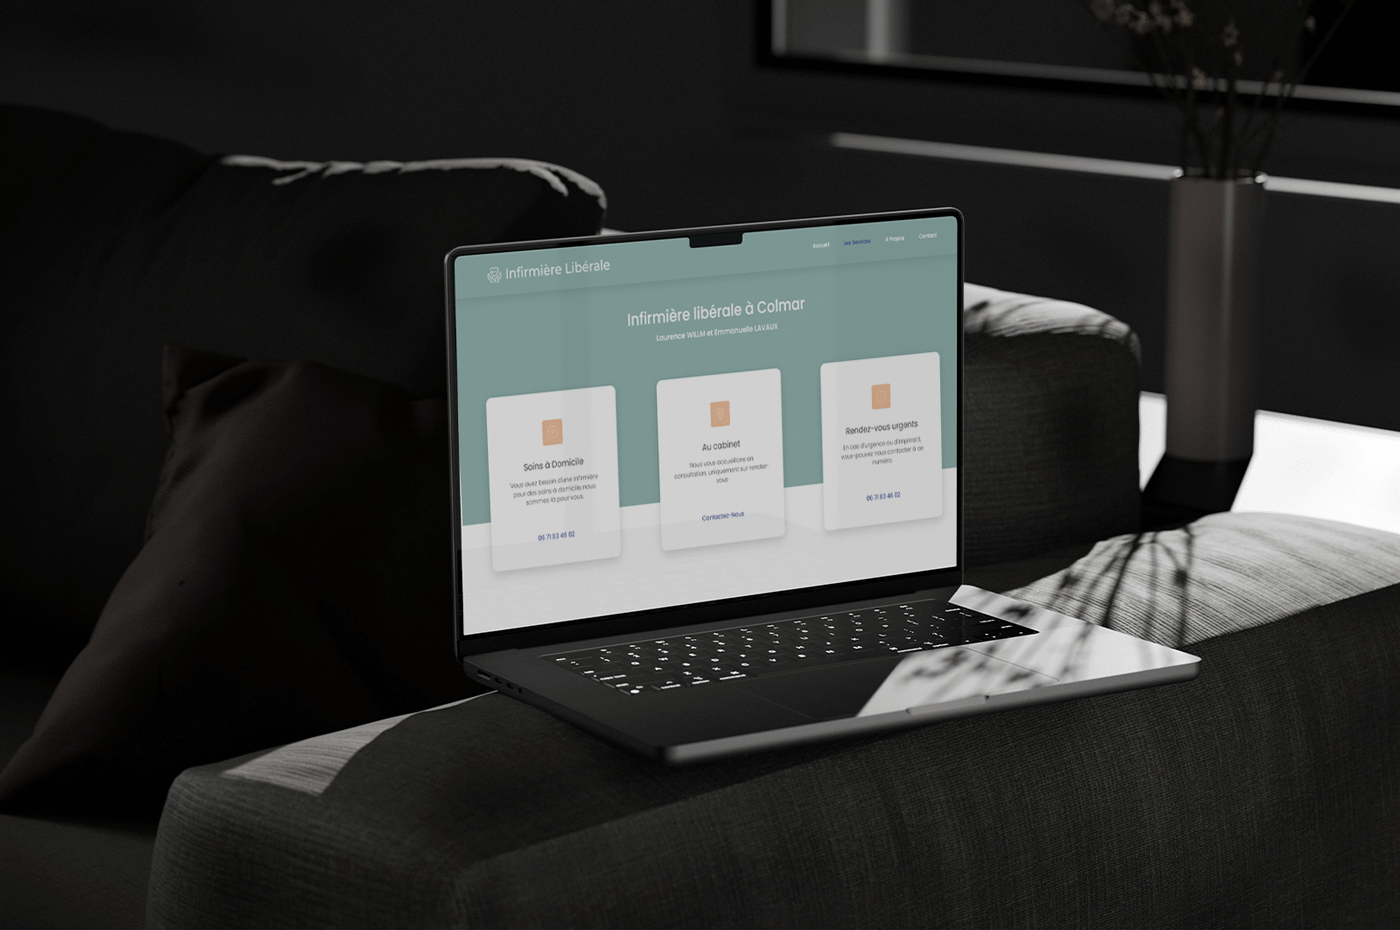 Infirmière Libérale
Accueil
Les Services
A Propos
Contact
Infirmière libérale à Colmar
Laurence WILLM et Emmanuelle LAVAUX
Soins à Domicile
Vous avez besoin d'une infirmière
pour des soins à domicile, nous
sommes là pour vous.
06 71 83 46 02
Au cabinet
Nous vous accueillons en
consultation, uniquement sur rendez-
vous
Contactez-Nous
Rendez-vous urgents
En cas d'urgence ou d'impératif,
vous-pouvez nous contacter à ce
numéro.
06 71 83 46 02